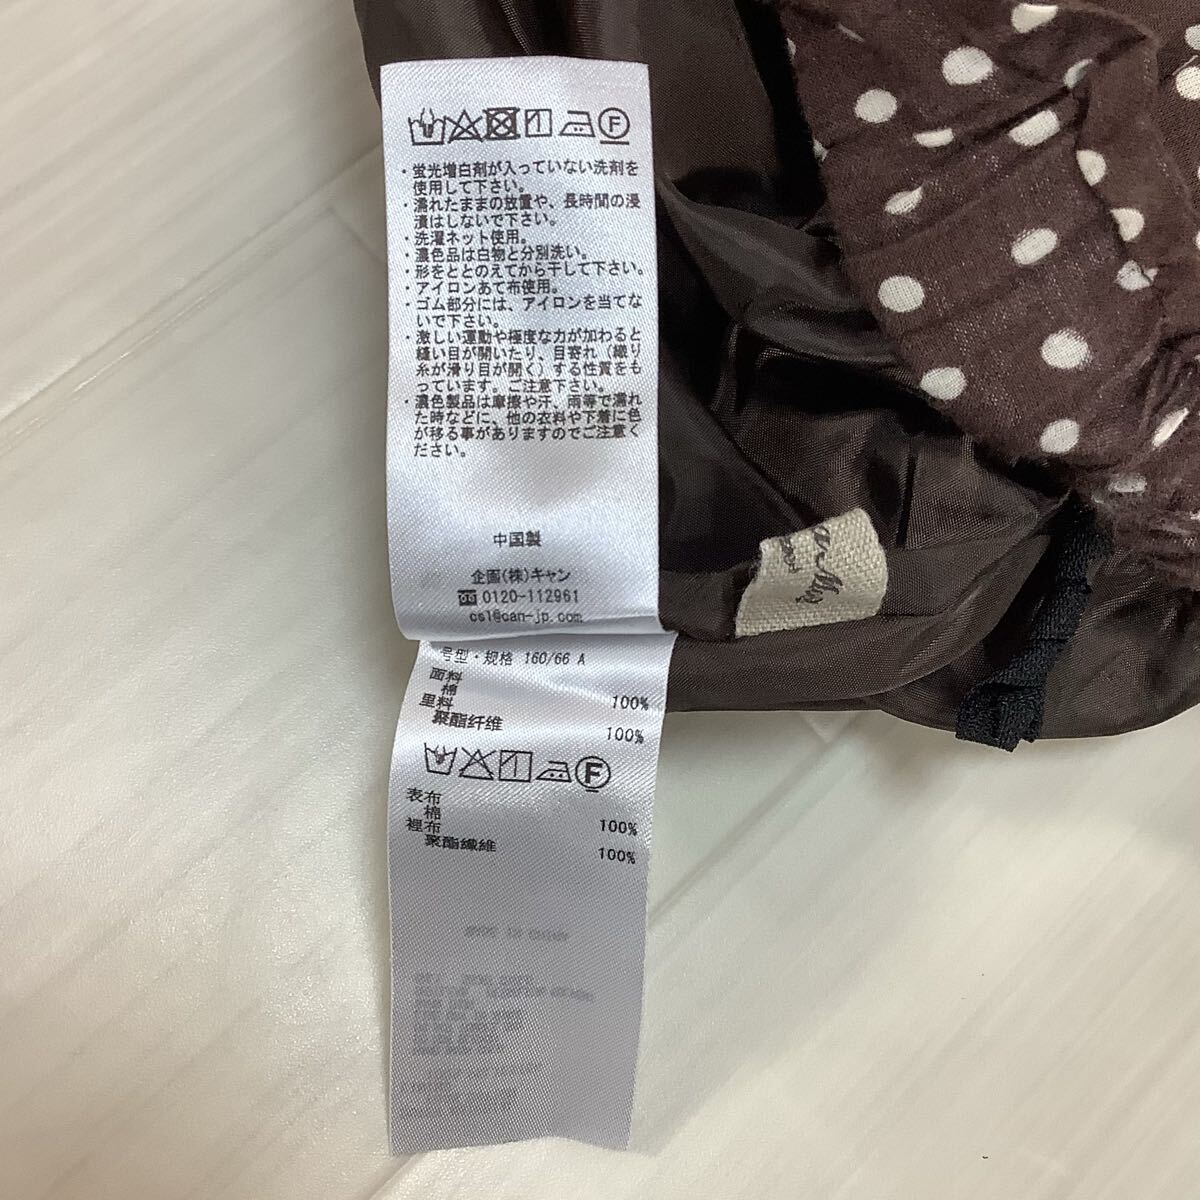 ・蛍光増白剤が入っていない洗剤を
使用して下さい。
・濡れたままの放置や、長時間の浸
漬はしないで下さい。
・洗濯ネット使用。
・濃色品は白物と分別洗い。
・形をととのえてから干して下さい。
・アイロンあて布使用。
・ゴム部分には、アイロンを当てな
いで下さい。
・激しい運動や極度な力が加わると
縫い目が開いたり、目寄れ（織り
糸が滑り目が開く）する性質をも
っています。ご注意下さい。
・濃色製品は摩擦や汗、雨等で濡れ
た時などに、他の衣料や下着に色
が移る事がありますのでご注意く
ださい。
中国製
企画(株)キャン
☎ 0120-112961
csl@can-jp.com
号型・规格 160/66 A
面料
棉 100%
里料
聚酯纤维 100%
表布
棉 100%
裡布
聚酯纖維 100%